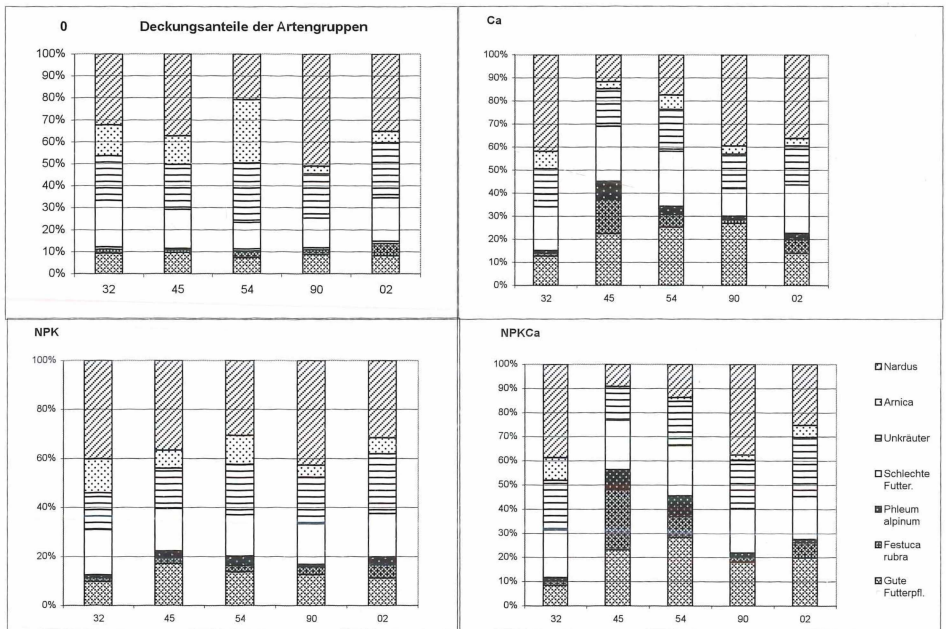 0 Deckungsanteile der Artengruppen
100%
90%
80%
70%
60%
50%
40%
30%
20%
10%
0%
32 45 54 90 02
Ca
100%
90%
80%
70%
60%
50%
40%
30%
20%
10%
0%
32 45 54 90 02
NPK
100%
80%
60%
40%
20%
0%
32 45 54 90 02
NPKCa
100%
90%
80%
70%
60%
50%
40%
30%
20%
10%
0%
32 45 54 90 02
Nardus
Arnica
Unkräuter
Schlechte
Futter.
Phleum
alpinum
Festuca
rubra
Gute
Futterpfl.